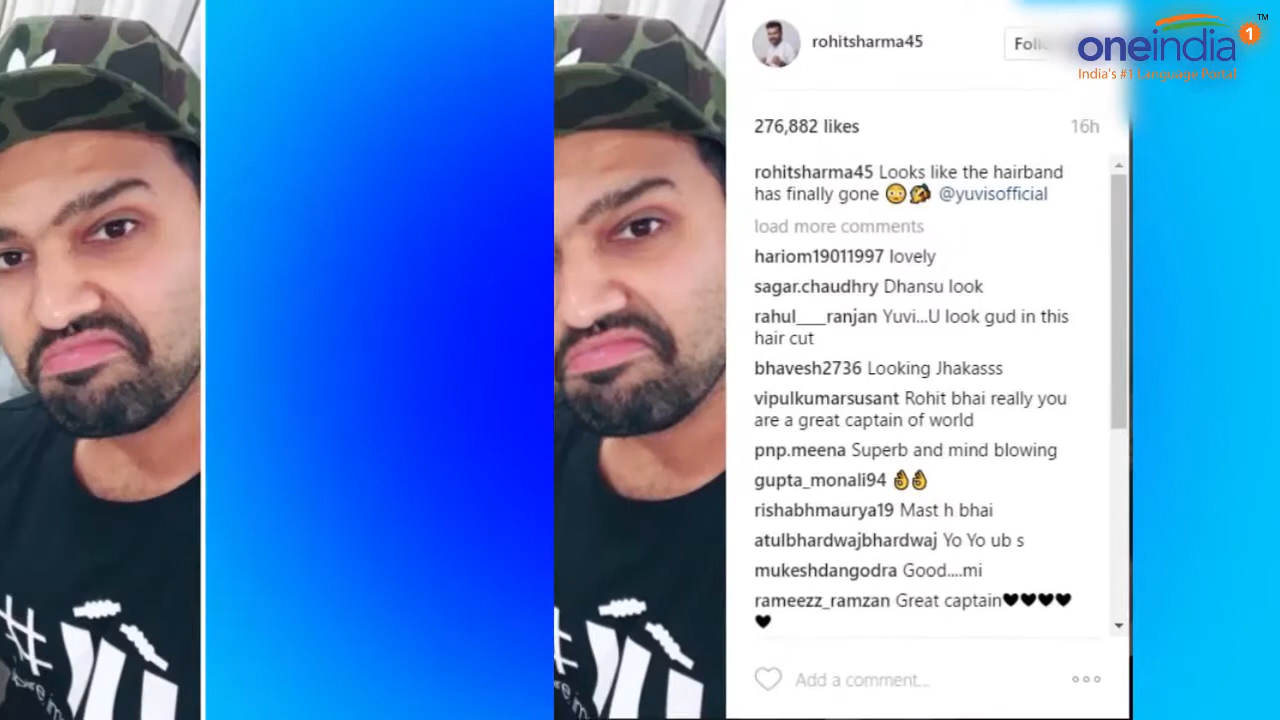 rohitsharma45
oneindia 1 ™
India's #1 Language Portal
276,882 likes 16h
rohitsharma45 Looks like the hairband
has finally gone 😳 @yuvisofficial
load more comments
hariom19011997 lovely
sagar.chaudhry Dhansu look
rahul____ranjan Yuvi...U look gud in this
hair cut
bhavesh2736 Looking Jhakasss
vipulkumarsusant Rohit bhai really you
are a great captain of world
pnp.meena Superb and mind blowing
gupta_monali94 👌👌
rishabhmaurya19 Mast h bhai
atulbhardwajbhardwaj Yo Yo ub s
mukeshdangodra Good....mi
rameezz_ramzan Great captain🖤🖤🖤🖤
🖤
Add a comment...
#
#